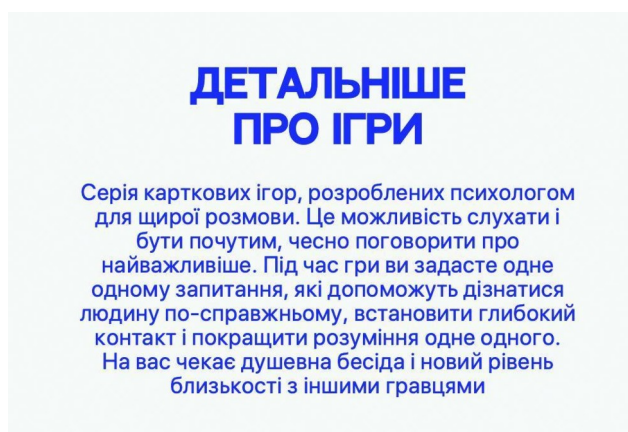 ДЕТАЛЬНІШЕ
ПРО ІГРИ
Серія карткових ігор, розроблених психологом
для щирої розмови. Це можливість слухати і
бути почутим, чесно поговорити про
найважливіше. Під час гри ви задасте одне
одному запитання, які допоможуть дізнатися
людину по-справжньому, встановити глибокий
контакт і покращити розуміння одне одного.
На вас чекає душевна бесіда і новий рівень
близькості з іншими гравцями